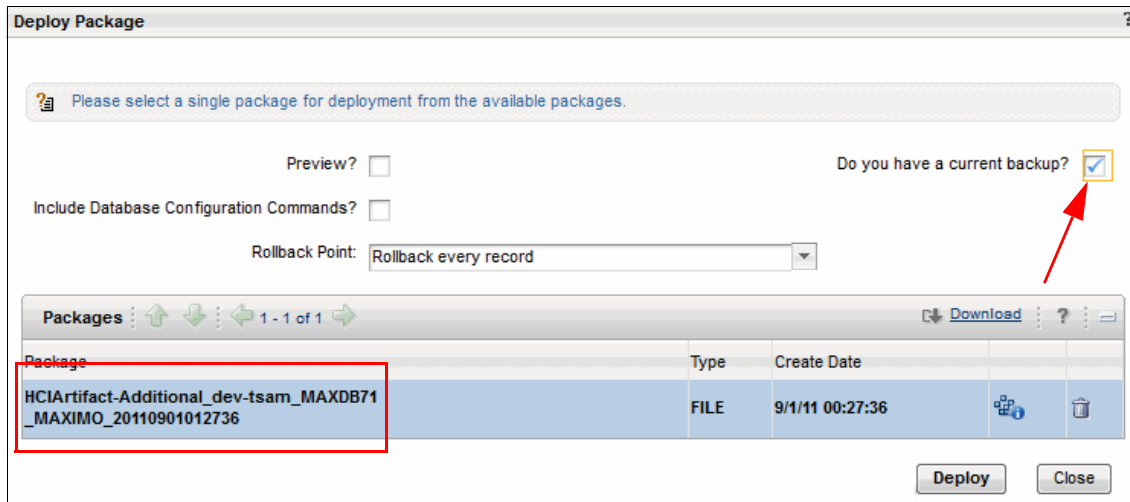 Deploy Package ?
Please select a single package for deployment from the available packages.
Preview? Do you have a current backup?
Include Database Configuration Commands?
Rollback Point: Rollback every record
Packages 1 - 1 of 1 Download ?
Package Type Create Date
HCIArtifact-Additional_dev-tsam_MAXDB71 FILE 9/1/11 00:27:36
_MAXIMO_20110901012736
Deploy Close